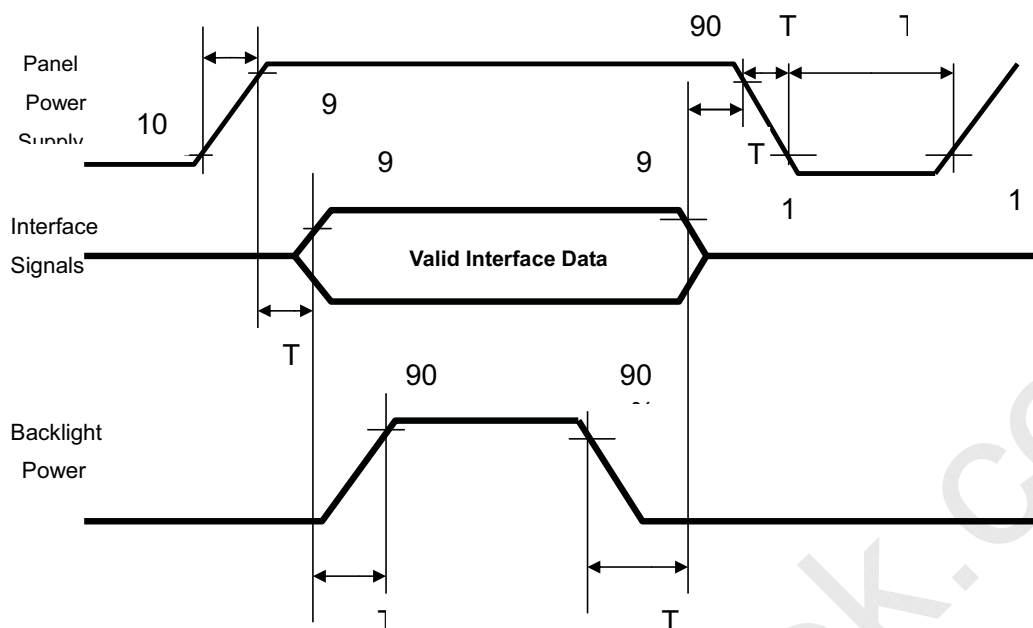 90 T
Panel
Power
Supply
10
9
T
9 9
1 1
Interface
Signals
Valid Interface Data
T
90 90
%
Backlight
Power
T